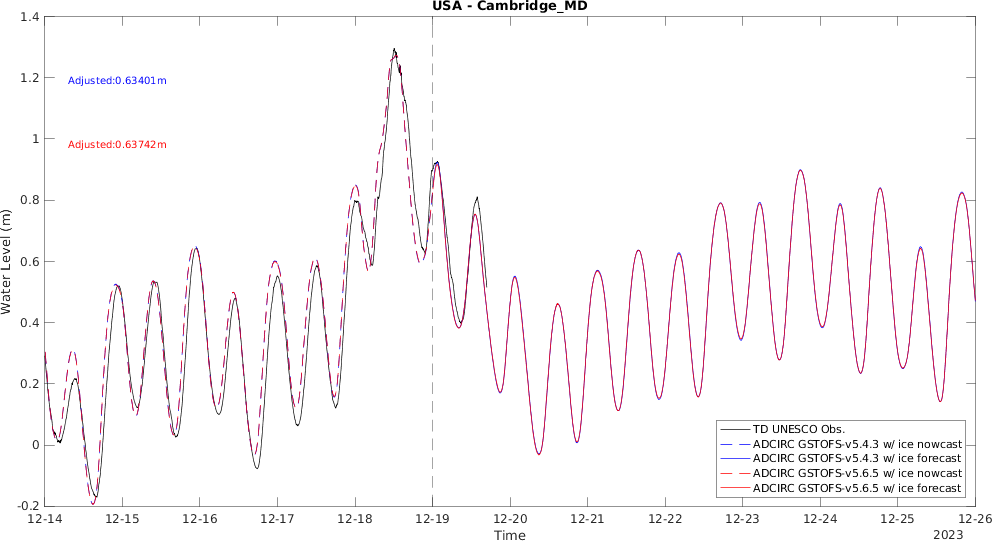 USA - Cambridge_MD
1.4
1.2
1
0.8
0.6
0.4
0.2
0
-0.2
Water Level (m)
Adjusted:0.63401m
Adjusted:0.63742m
TD UNESCO Obs.
ADCIRC GSTOFS-v5.4.3 w/ ice nowcast
ADCIRC GSTOFS-v5.4.3 w/ ice forecast
ADCIRC GSTOFS-v5.6.5 w/ ice nowcast
ADCIRC GSTOFS-v5.6.5 w/ ice forecast
12-14 12-15 12-16 12-17 12-18 12-19 12-20 12-21 12-22 12-23 12-24 12-25 12-26
Time
2023